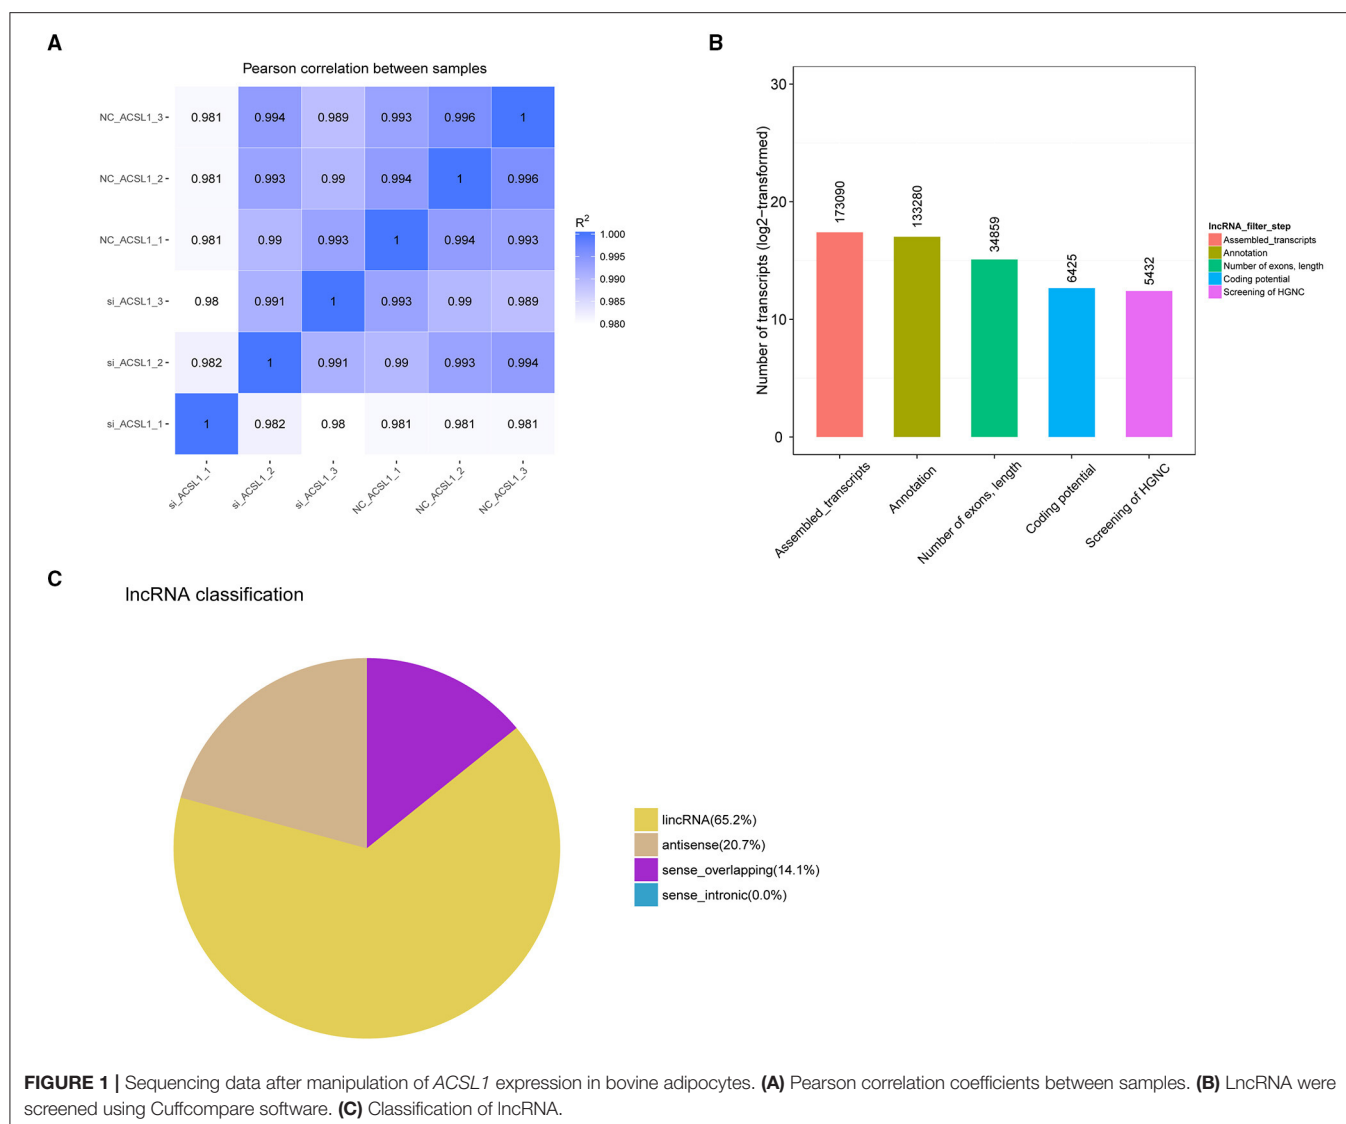 A
Pearson correlation between samples
NC_ACSL1_3 0.981 0.994 0.989 0.993 0.996 1
NC_ACSL1_2 0.981 0.993 0.99 0.994 1 0.996
NC_ACSL1_1 0.981 0.99 0.993 1 0.994 0.993
si_ACSL1_3 0.98 0.991 1 0.993 0.99 0.989
si_ACSL1_2 0.982 1 0.991 0.99 0.993 0.994
si_ACSL1_1 1 0.982 0.98 0.981 0.981 0.981
si_ACSL1_1 si_ACSL1_2 si_ACSL1_3 NC_ACSL1_1 NC_ACSL1_2 NC_ACSL1_3
R2
1.000
0.995
0.990
0.985
0.980
B
Number of transcripts (log2−transformed)
30
20
10
0
173090 133280 34859 6425 5432
Assembled_transcripts Annotation Number of exons, length Coding potential Screening of HGNC
lncRNA_filter_step
Assembled_transcripts
Annotation
Number of exons, length
Coding potential
Screening of HGNC
C
lncRNA classification
lincRNA(65.2%)
antisense(20.7%)
sense_overlapping(14.1%)
sense_intronic(0.0%)
FIGURE 1 | Sequencing data after manipulation of ACSL1 expression in bovine adipocytes. (A) Pearson correlation coefficients between samples. (B) LncRNA were
screened using Cuffcompare software. (C) Classification of lncRNA.